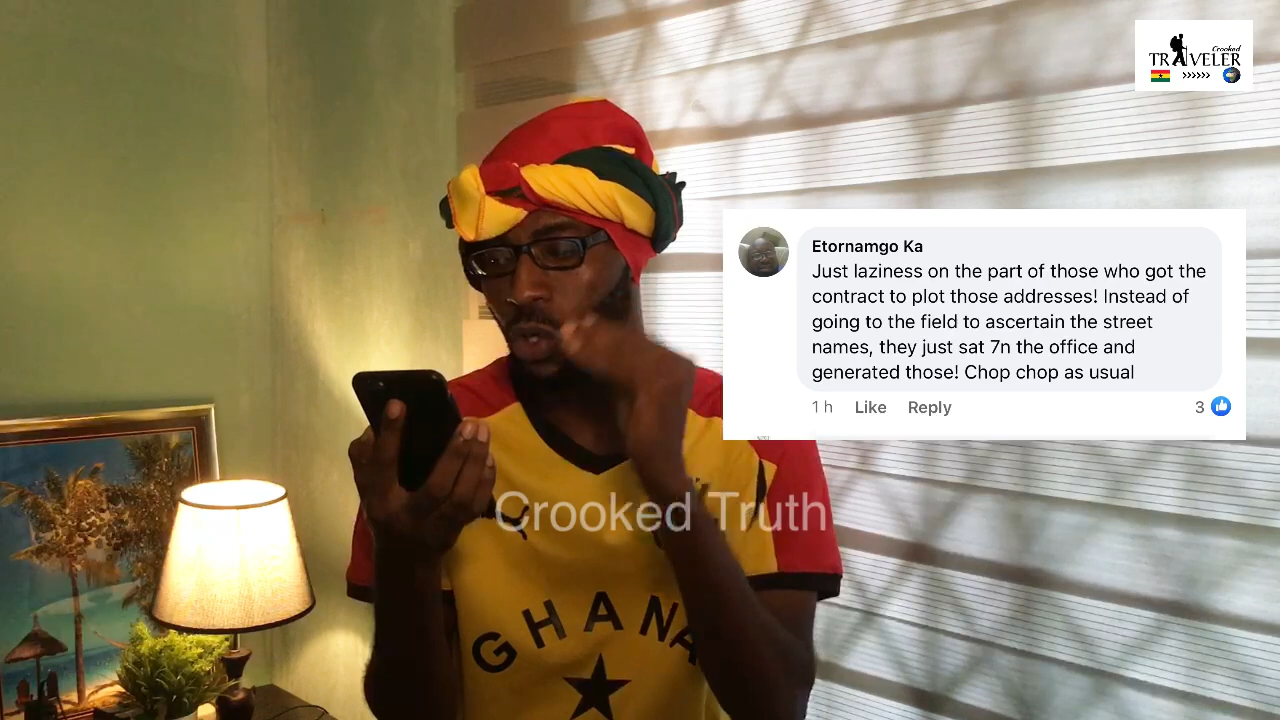 Crooked
TRAVELER
>>>>>>
Etornamgo Ka
Just laziness on the part of those who got the
contract to plot those addresses! Instead of
going to the field to ascertain the street
names, they just sat 7n the office and
generated those! Chop chop as usual
1 h Like Reply 3
Crooked Truth
GHANA